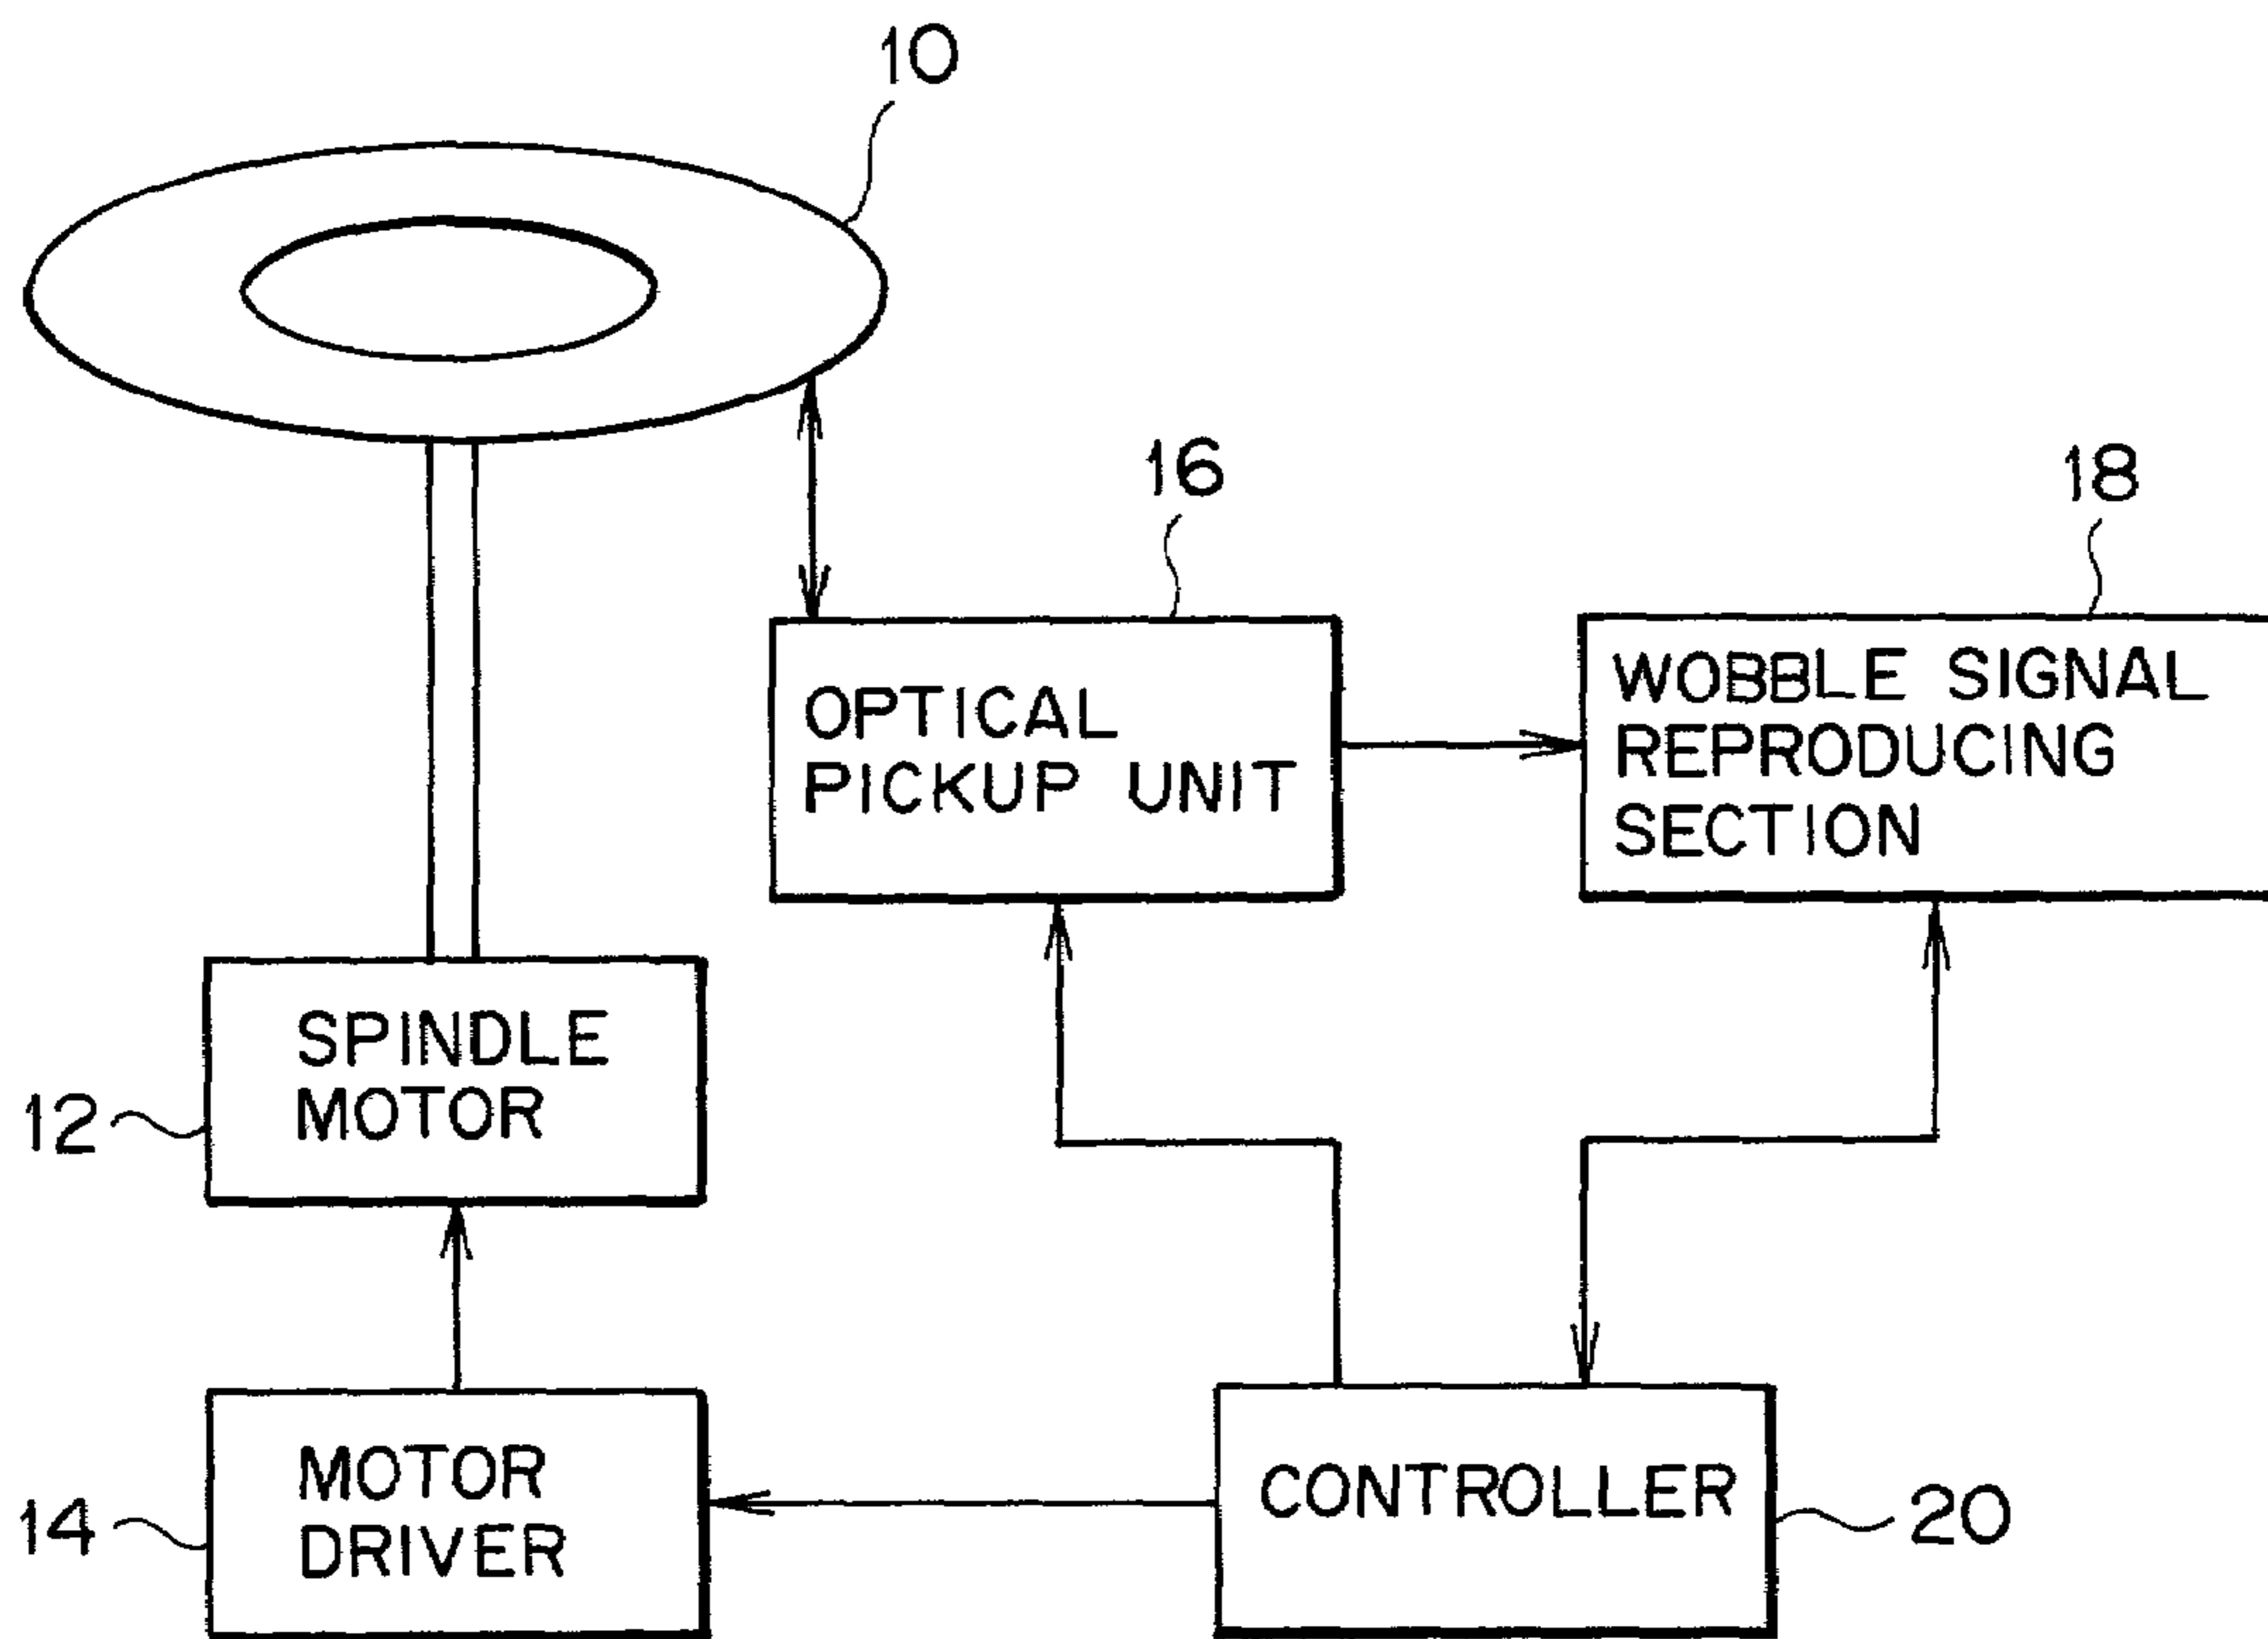 10
16
18
OPTICAL
PICKUP UNIT
WOBBLE SIGNAL
REPRODUCING
SECTION
SPINDLE
MOTOR
12
MOTOR
DRIVER
14
CONTROLLER
20